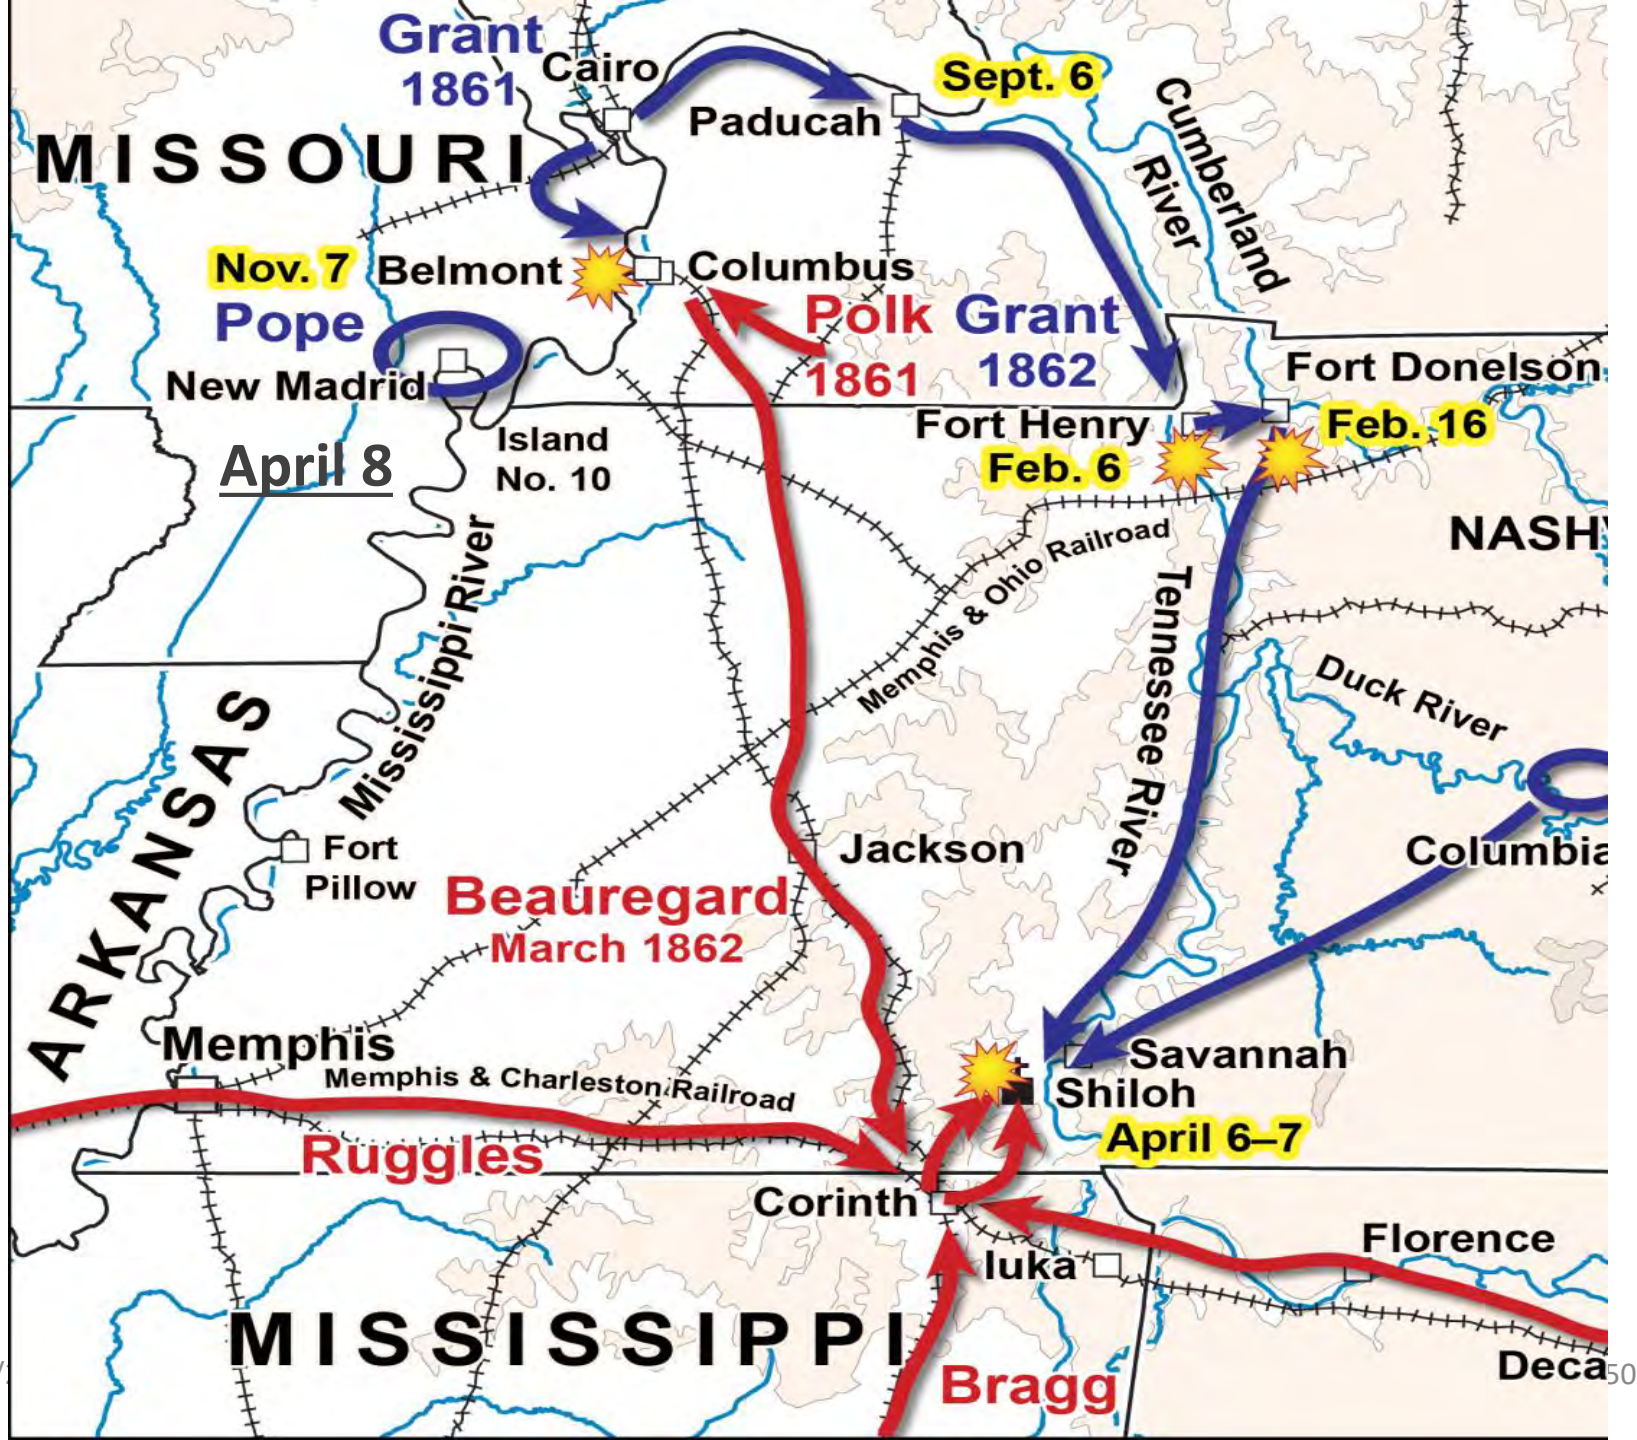 Grant
1861
Cairo
Sept. 6
Paducah
Cumberland
River
MISSOURI
Nov. 7
Belmont
Columbus
Pope
Polk
1861
Grant
1862
New Madrid
Fort Donelson
Fort Henry
Feb. 6
Feb. 16
April 8
Island
No. 10
NASHV
Memphis & Ohio Railroad
Mississippi River
Tennessee River
Duck River
ARKANSAS
Fort
Pillow
Jackson
Columbia
Beauregard
March 1862
Memphis
Memphis & Charleston Railroad
Savannah
Shiloh
April 6–7
Ruggles
Corinth
Iuka
Florence
MISSISSIPPI
Bragg
Deca
50